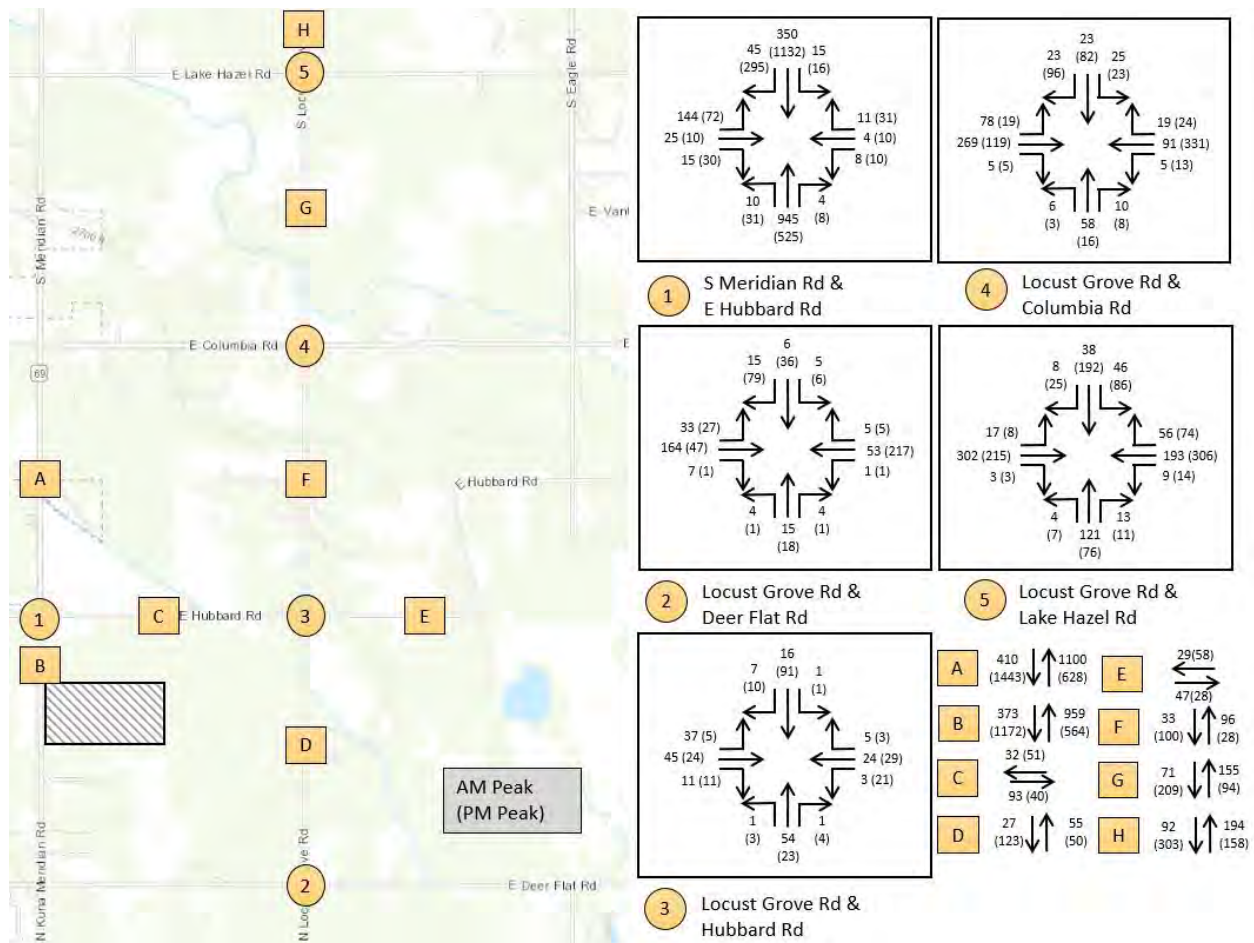 H
5
E Lake Hazel Rd
S Loc
S Eagle Rd
G
S Meridian Rd
E Vant
E Columbia Rd
4
E
69
A
F
E Hubbard Rd
1
C
E Hubbard Rd
3
E
B
D
AM Peak
(PM Peak)
N Kuna Meridian Rd
N Loc
ve Rd
2
E Deer Flat Rd
350
45 (1132) 15
(295) (16)
144 (72)
25 (10)
15 (30)
11 (31)
4 (10)
8 (10)
10 4
(31) 945 (8)
(525)
1
S Meridian Rd &
E Hubbard Rd
23
23 (82) 25
(96) (23)
78 (19)
269 (119)
5 (5)
19 (24)
91 (331)
5 (13)
6 10
(3) 58 (8)
(16)
4
Locust Grove Rd &
Columbia Rd
6
15 (36) 5
(79) (6)
33 (27)
164 (47)
7 (1)
5 (5)
53 (217)
1 (1)
4 4
(1) 15 (1)
(18)
2
Locust Grove Rd &
Deer Flat Rd
38
8 (192) 46
(25) (86)
17 (8)
302 (215)
3 (3)
56 (74)
193 (306)
9 (14)
4 13
(7) 121 (11)
(76)
5
Locust Grove Rd &
Lake Hazel Rd
16
7 (91) 1
(10) (1)
37 (5)
45 (24)
11 (11)
5 (3)
24 (29)
3 (21)
1 1
(3) 54 (4)
(23)
3
Locust Grove Rd &
Hubbard Rd
A
410 1100
(1443) (628)
B
373 959
(1172) (564)
C
32 (51)
93 (40)
D
27 55
(123) (50)
E
29(58)
47(28)
F
33 96
(100) (28)
G
71 155
(209) (94)
H
92 194
(303) (158)